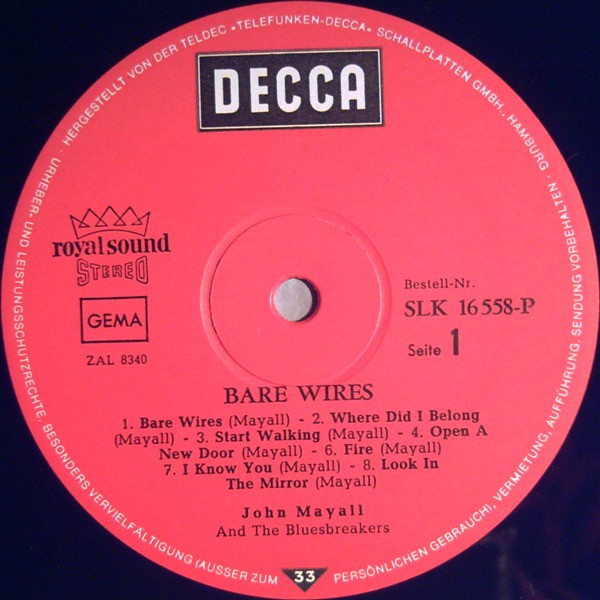 HERGESTELLT VON DER TELDEC »TELEFUNKEN-DECCA« SCHALLPLATTEN GMBH., HAMBURG · URHEBER- UND LEISTUNGSSCHUTZRECHTE, BESONDERS VERVIELFÄLTIGUNG (AUSSER ZUM PERSÖNLICHEN GEBRAUCH), VERMIETUNG, AUFFÜHRUNG, SENDUNG VORBEHALTEN ·
DECCA
royal sound
STEREO
GEMA
ZAL 8340
Bestell-Nr.
SLK 16 558-P
Seite 1
BARE WIRES
1. Bare Wires (Mayall) - 2. Where Did I Belong
(Mayall) - 3. Start Walking (Mayall) - 4. Open A
New Door (Mayall) - 6. Fire (Mayall)
7. I Know You (Mayall) - 8. Look In
The Mirror (Mayall)
John Mayall
And The Bluesbreakers
33